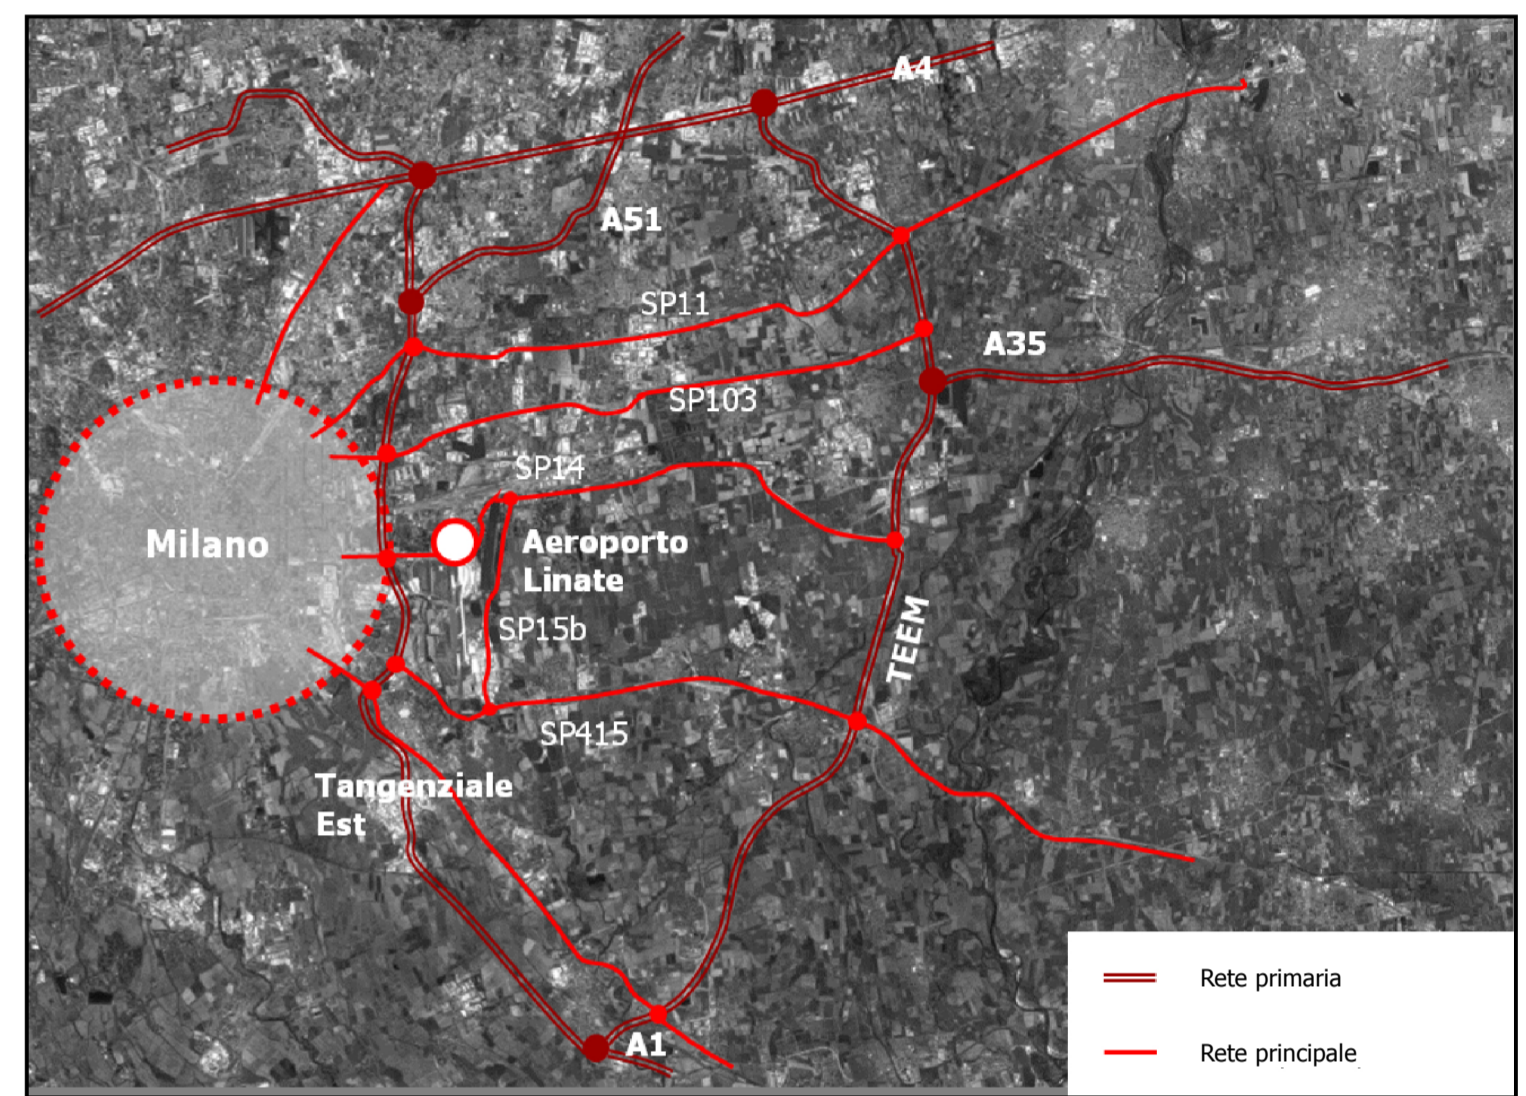 A4
A51
SP11
A35
SP103
SP14
Milano
Aeroporto
Linate
SP15b
TEEM
SP415
Tangenziale
Est
A1
Rete primaria
Rete principale